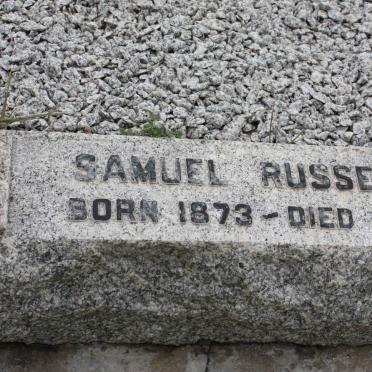 SAMUEL RUSSE
BORN 1873 - DIED